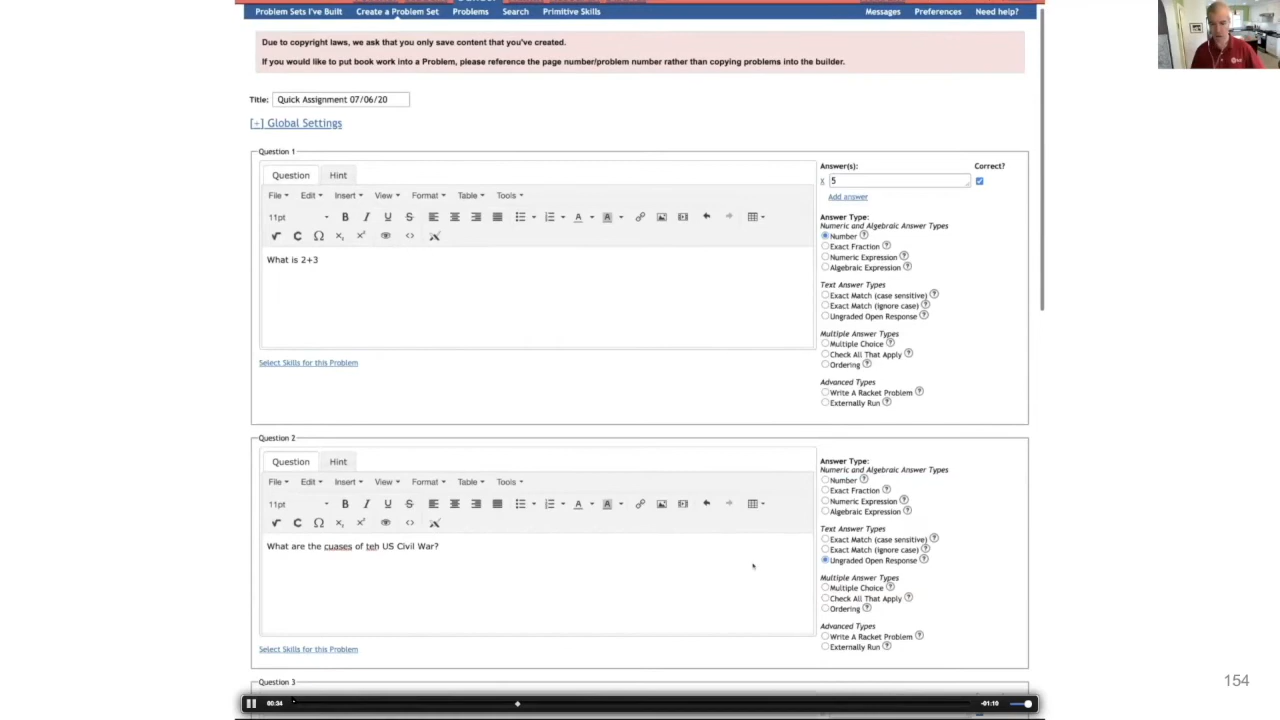 Problem Sets I've Built Create a Problem Set Problems Search Primitive Skills Messages Preferences Need help?
Due to copyright laws, we ask that you only save content that you've created.
If you would like to put book work into a Problem, please reference the page number/problem number rather than copying problems into the builder.
Title: Quick Assignment 07/06/20
[+] Global Settings
Question 1
Question Hint
File Edit Insert View Format Table Tools
11pt
What is 2+3
Select Skills for this Problem
Answer(s): Correct?
X 5
Add answer
Answer Type:
Numeric and Algebraic Answer Types
Number
Exact Fraction
Numeric Expression
Algebraic Expression
Text Answer Types
Exact Match (case sensitive)
Exact Match (ignore case)
Ungraded Open Response
Multiple Answer Types
Multiple Choice
Check All That Apply
Ordering
Advanced Types
Write A Racket Problem
Externally Run
Question 2
Question Hint
File Edit Insert View Format Table Tools
11pt
What are the cuases of teh US Civil War?
Select Skills for this Problem
Answer Type:
Numeric and Algebraic Answer Types
Number
Exact Fraction
Numeric Expression
Algebraic Expression
Text Answer Types
Exact Match (case sensitive)
Exact Match (ignore case)
Ungraded Open Response
Multiple Answer Types
Multiple Choice
Check All That Apply
Ordering
Advanced Types
Write A Racket Problem
Externally Run
Question 3
00:34 -01:10
154